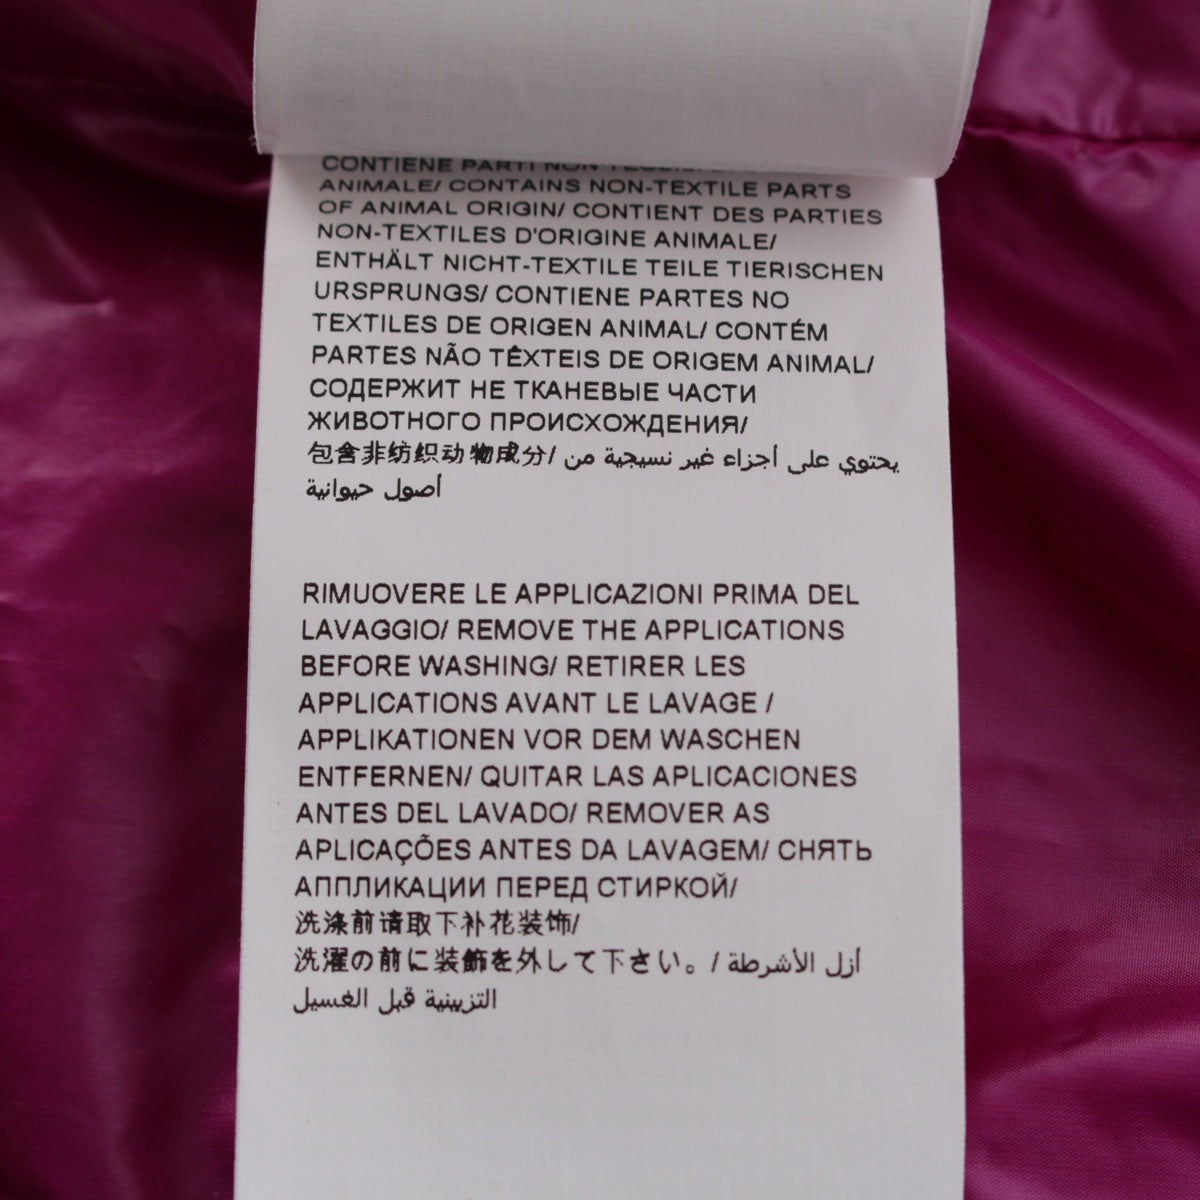 CONTIENE PARTI NON
ANIMALE/ CONTAINS NON-TEXTILE PARTS
OF ANIMAL ORIGIN/ CONTIENT DES PARTIES
NON-TEXTILES D'ORIGINE ANIMALE/
ENTHÄLT NICHT-TEXTILE TEILE TIERISCHEN
URSPRUNGS/ CONTIENE PARTES NO
TEXTILES DE ORIGEN ANIMAL/ CONTÉM
PARTES NÃO TÊXTEIS DE ORIGEM ANIMAL/
СОДЕРЖИТ НЕ ТКАНЕВЫЕ ЧАСТИ
ЖИВОТНОГО ПРОИСХОЖДЕНИЯ/
包含非纺织动物成分/ يحتوي على أجزاء غير نسيجية من
أصول حيوانية
RIMUOVERE LE APPLICAZIONI PRIMA DEL
LAVAGGIO/ REMOVE THE APPLICATIONS
BEFORE WASHING/ RETIRER LES
APPLICATIONS AVANT LE LAVAGE /
APPLIKATIONEN VOR DEM WASCHEN
ENTFERNEN/ QUITAR LAS APLICACIONES
ANTES DEL LAVADO/ REMOVER AS
APLICAÇÕES ANTES DA LAVAGEM/ СНЯТЬ
АППЛИКАЦИИ ПЕРЕД СТИРКОЙ/
洗涤前请取下补花装饰/
洗濯の前に装飾を外して下さい。/ أزل الأشرطة
التزيينية قبل الغسيل